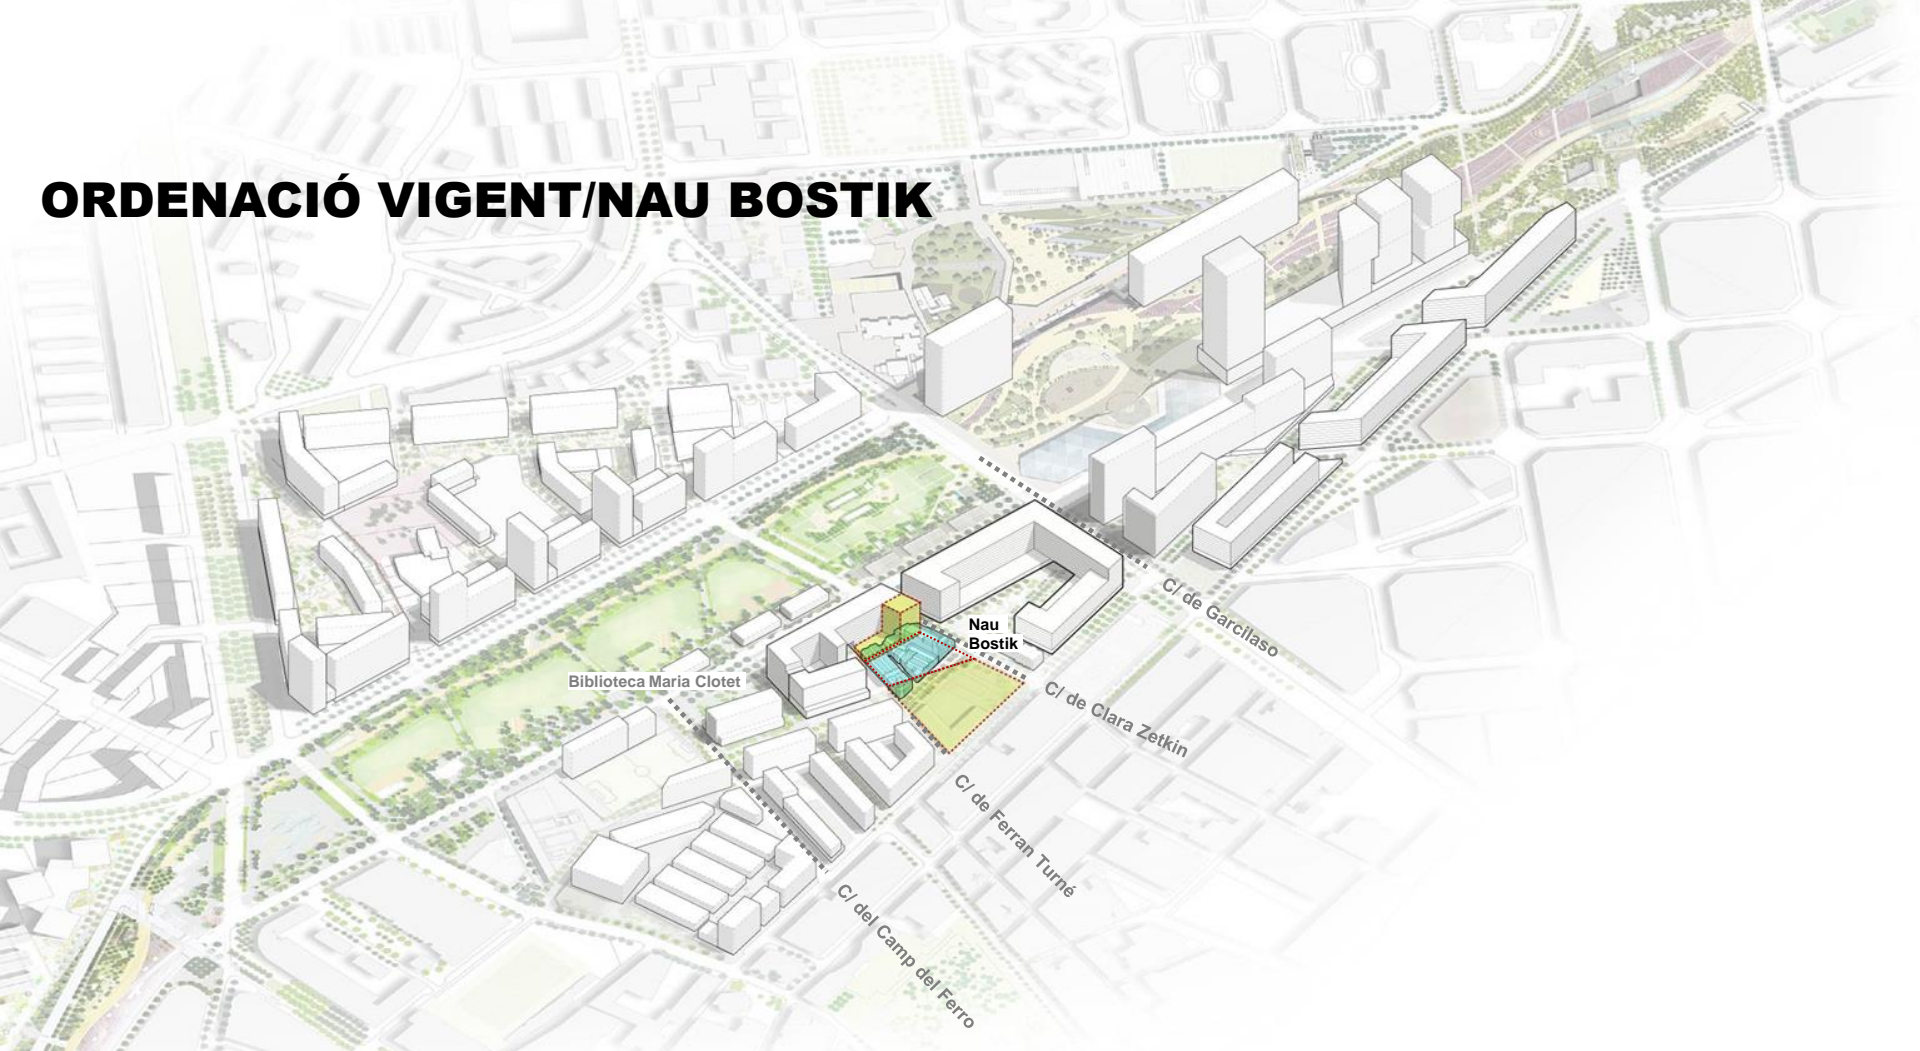 ORDENACIÓ VIGENT/NAU BOSTIK
C/ de Garcilaso
Nau
Bostik
Biblioteca Maria Clotet
C/ de Clara Zetkin
C/ de Ferran Turné
C/ del Camp del Ferro